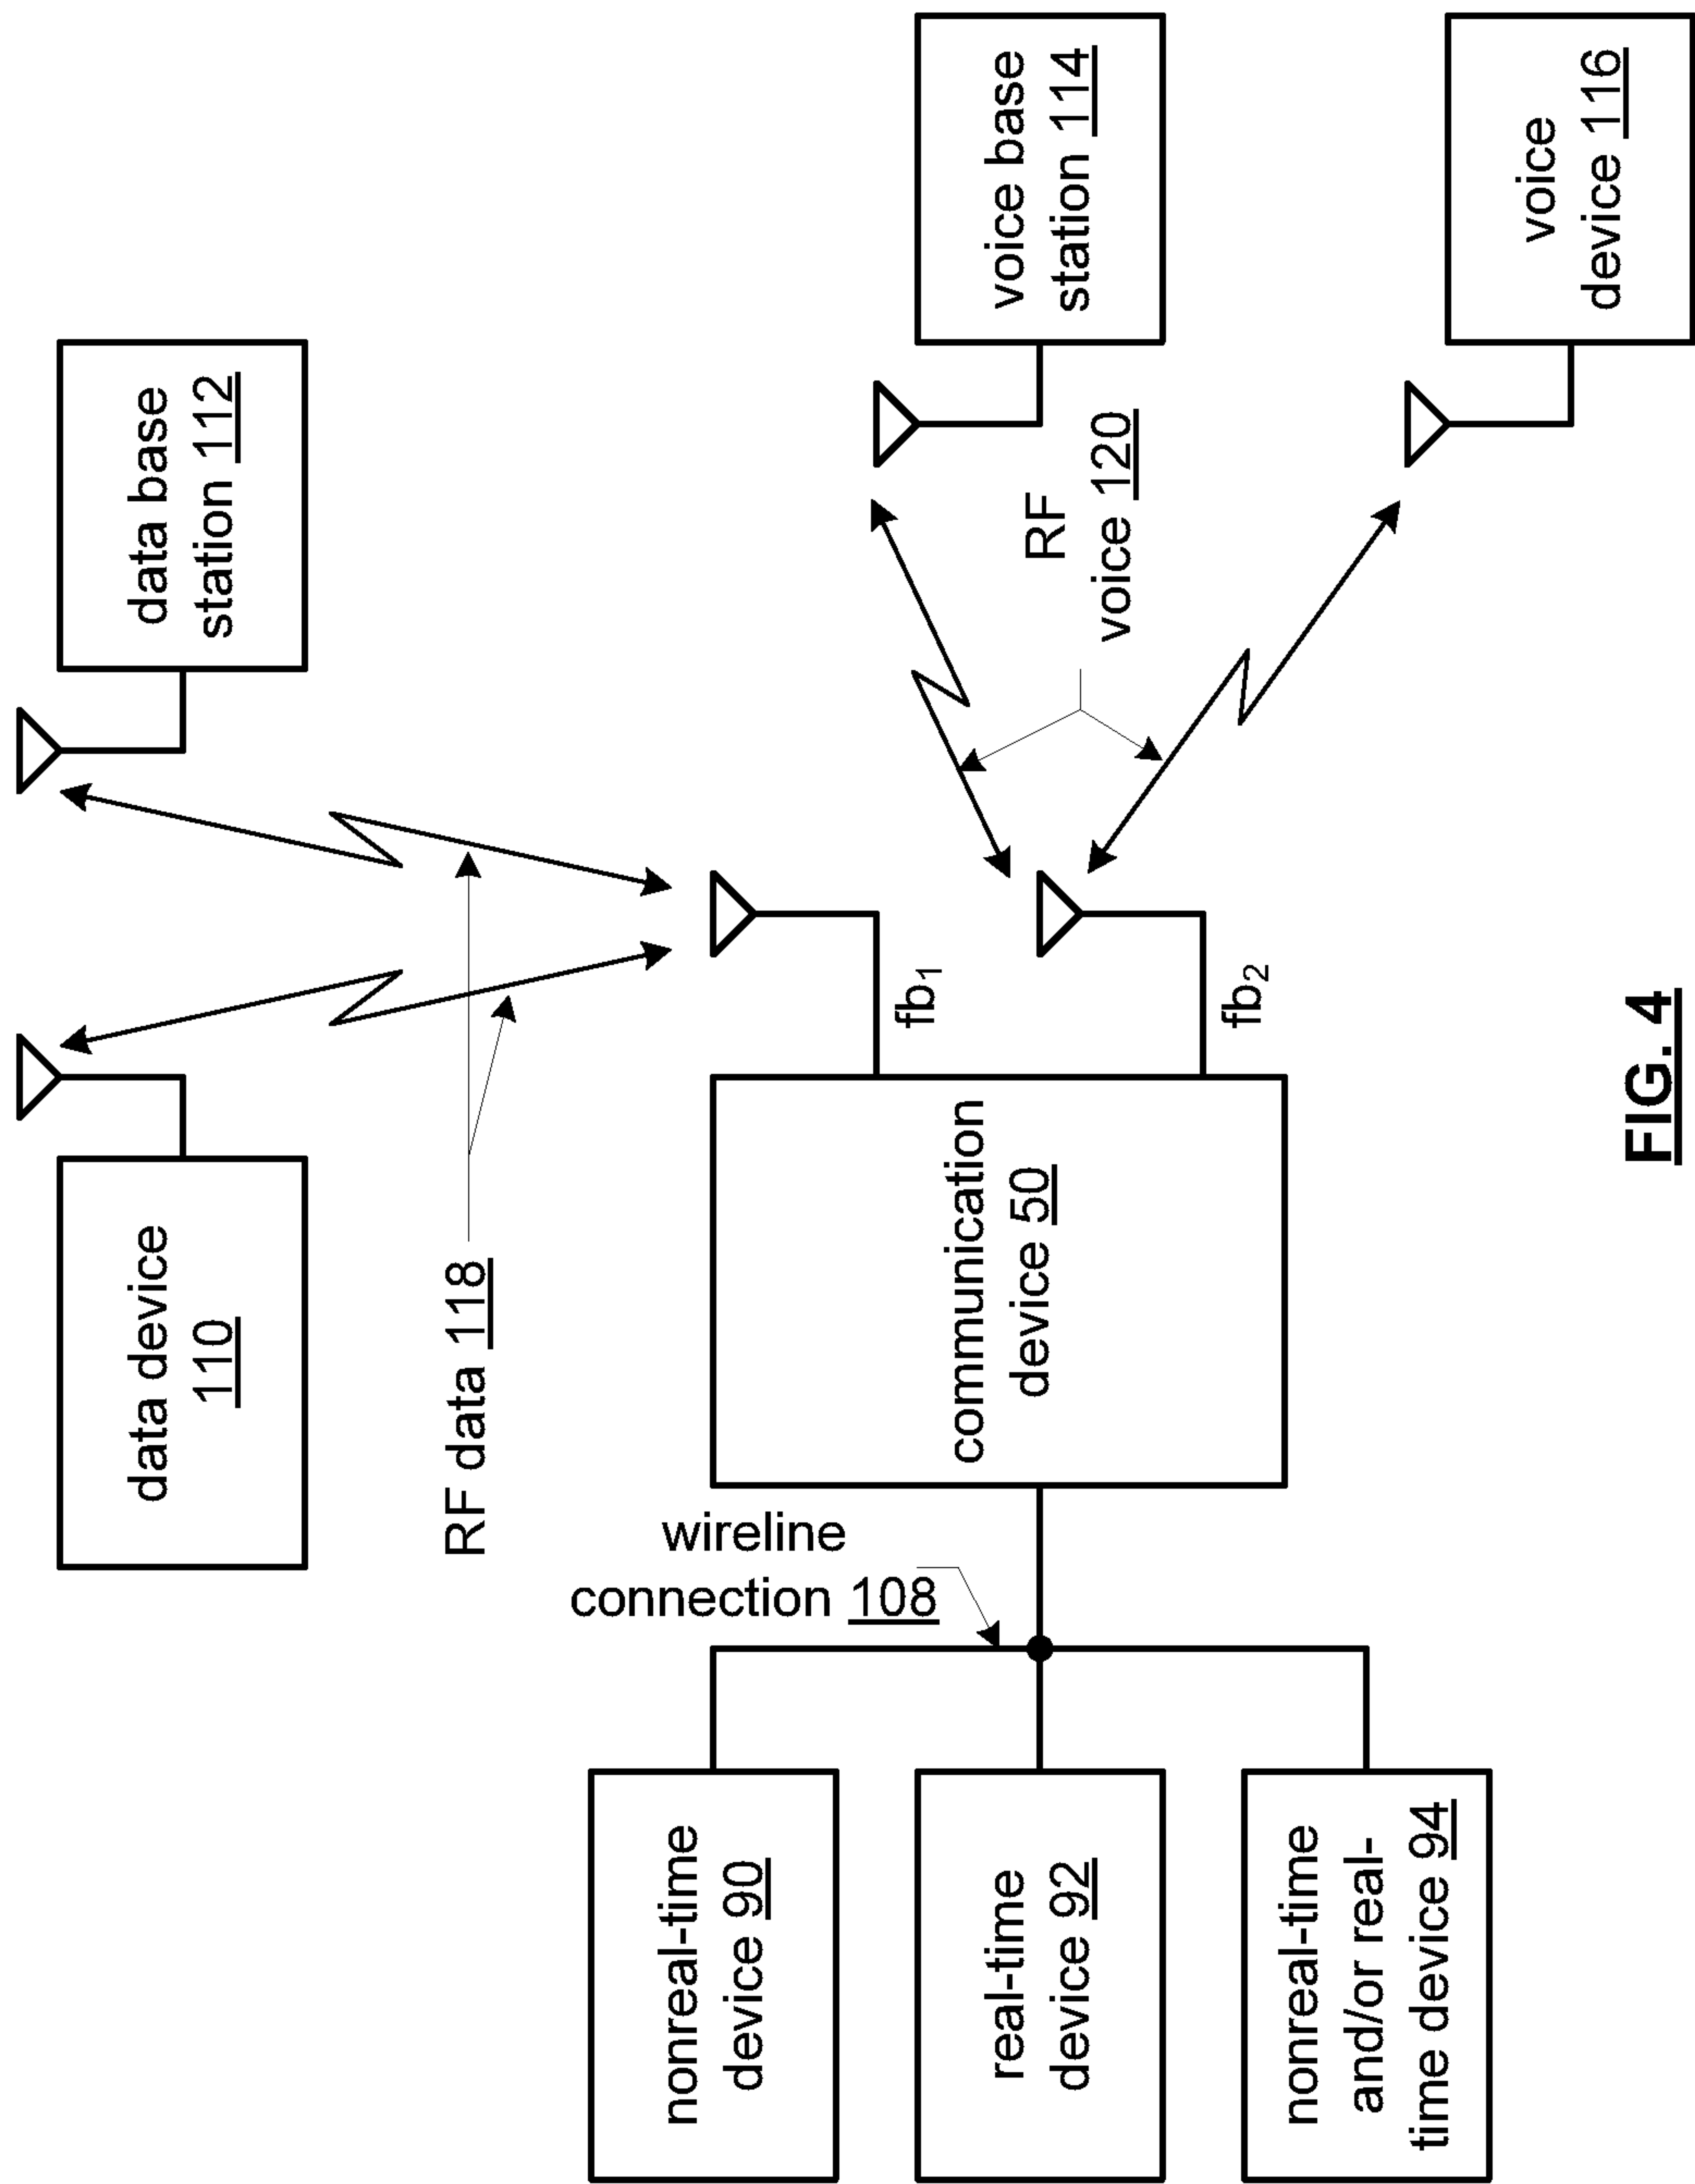 data device
110
data base
station 112
RF data 118
wireline
connection 108
nonreal-time
device 90
real-time
device 92
nonreal-time
and/or real-
time device 94
communication
device 50
fb1
fb2
voice base
station 114
RF
voice 120
voice
device 116
FIG. 4